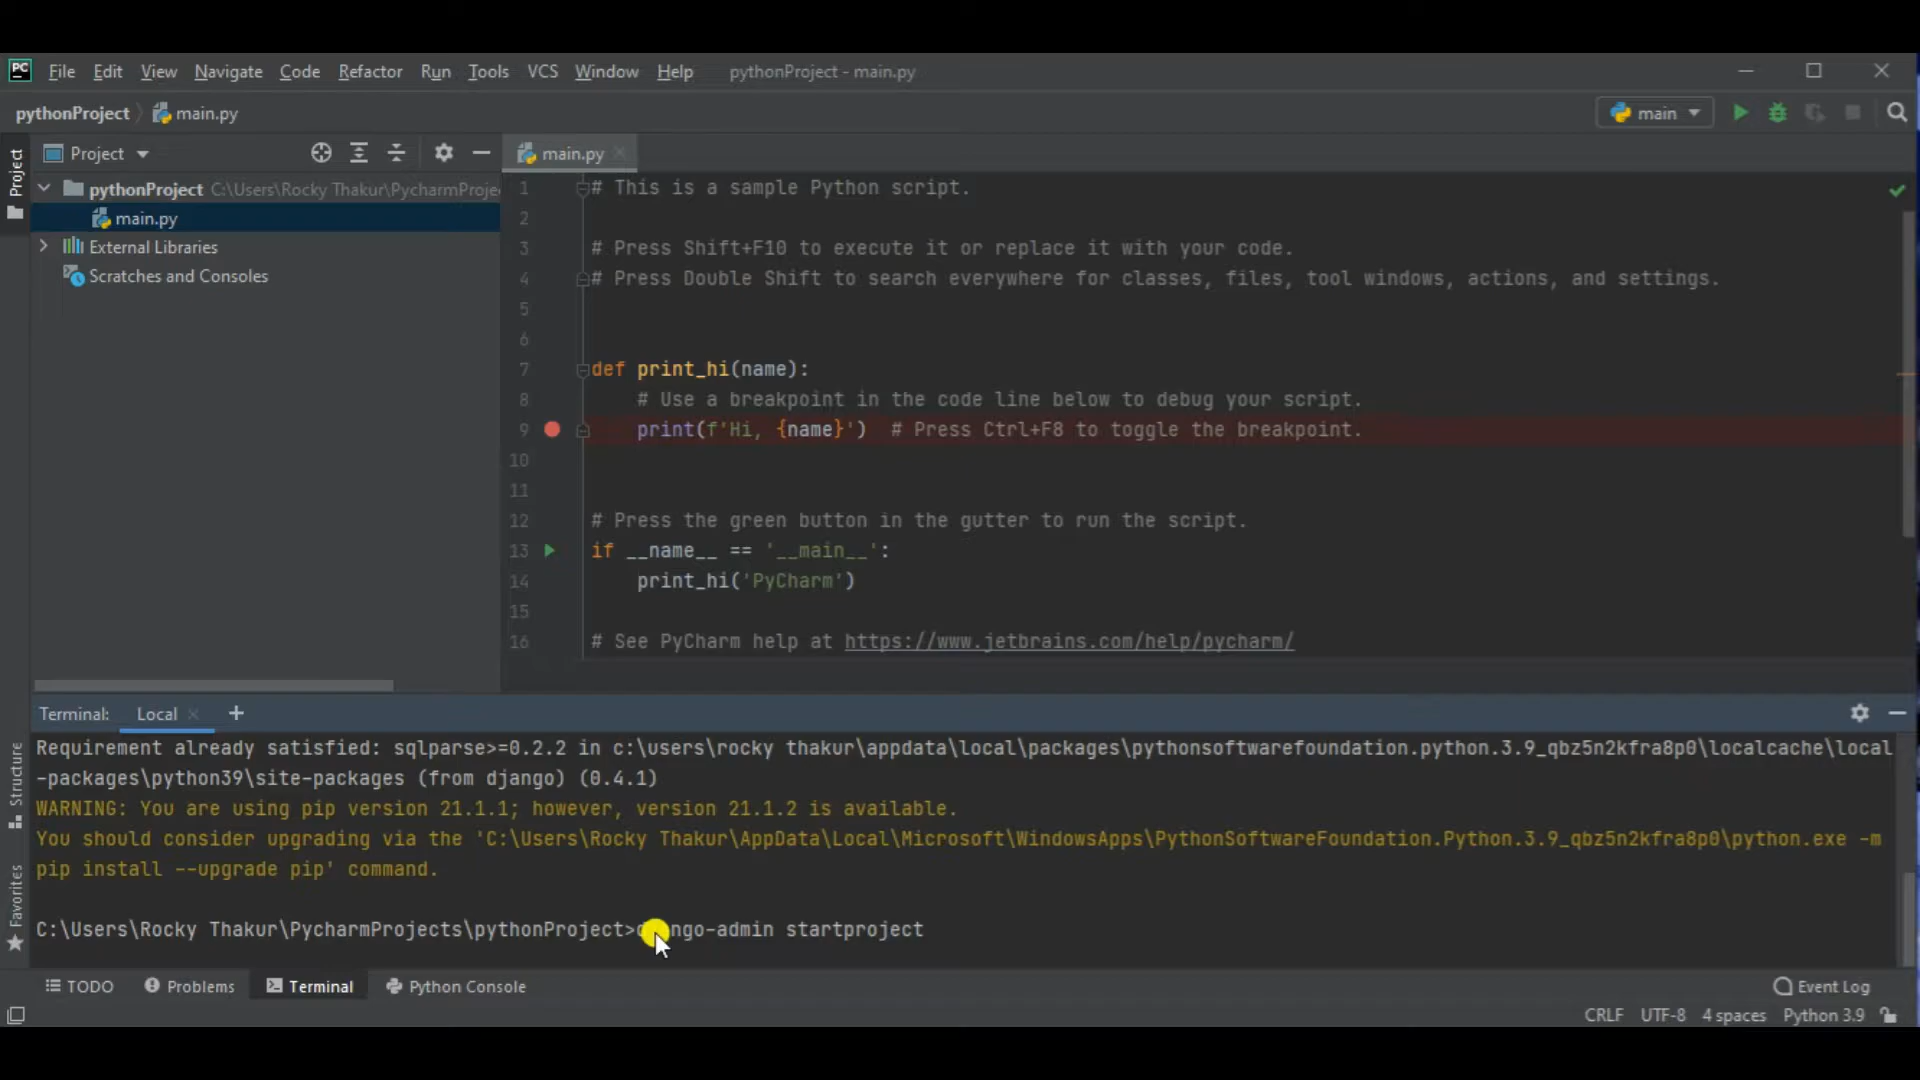 PC File Edit View Navigate Code Refactor Run Tools VCS Window Help pythonProject - main.py
pythonProject main.py main
Project main.py
Project
pythonProject C:\Users\Rocky Thakur\PycharmProje
main.py
External Libraries
Scratches and Consoles
1 # This is a sample Python script.
2
3 # Press Shift+F10 to execute it or replace it with your code.
4 # Press Double Shift to search everywhere for classes, files, tool windows, actions, and settings.
5
6
7 def print_hi(name):
8 # Use a breakpoint in the code line below to debug your script.
9 print(f'Hi, {name}') # Press Ctrl+F8 to toggle the breakpoint.
10
11
12 # Press the green button in the gutter to run the script.
13 if __name__ == '__main__':
14 print_hi('PyCharm')
15
16 # See PyCharm help at https://www.jetbrains.com/help/pycharm/
Terminal: Local +
Structure
Favorites
Requirement already satisfied: sqlparse>=0.2.2 in c:\users\rocky thakur\appdata\local\packages\pythonsoftwarefoundation.python.3.9_qbz5n2kfra8p0\localcache\local
-packages\python39\site-packages (from django) (0.4.1)
WARNING: You are using pip version 21.1.1; however, version 21.1.2 is available.
You should consider upgrading via the 'C:\Users\Rocky Thakur\AppData\Local\Microsoft\WindowsApps\PythonSoftwareFoundation.Python.3.9_qbz5n2kfra8p0\python.exe -m
pip install --upgrade pip' command.
C:\Users\Rocky Thakur\PycharmProjects\pythonProject>django-admin startproject
TODO Problems Terminal Python Console Event Log
CRLF UTF-8 4 spaces Python 3.9